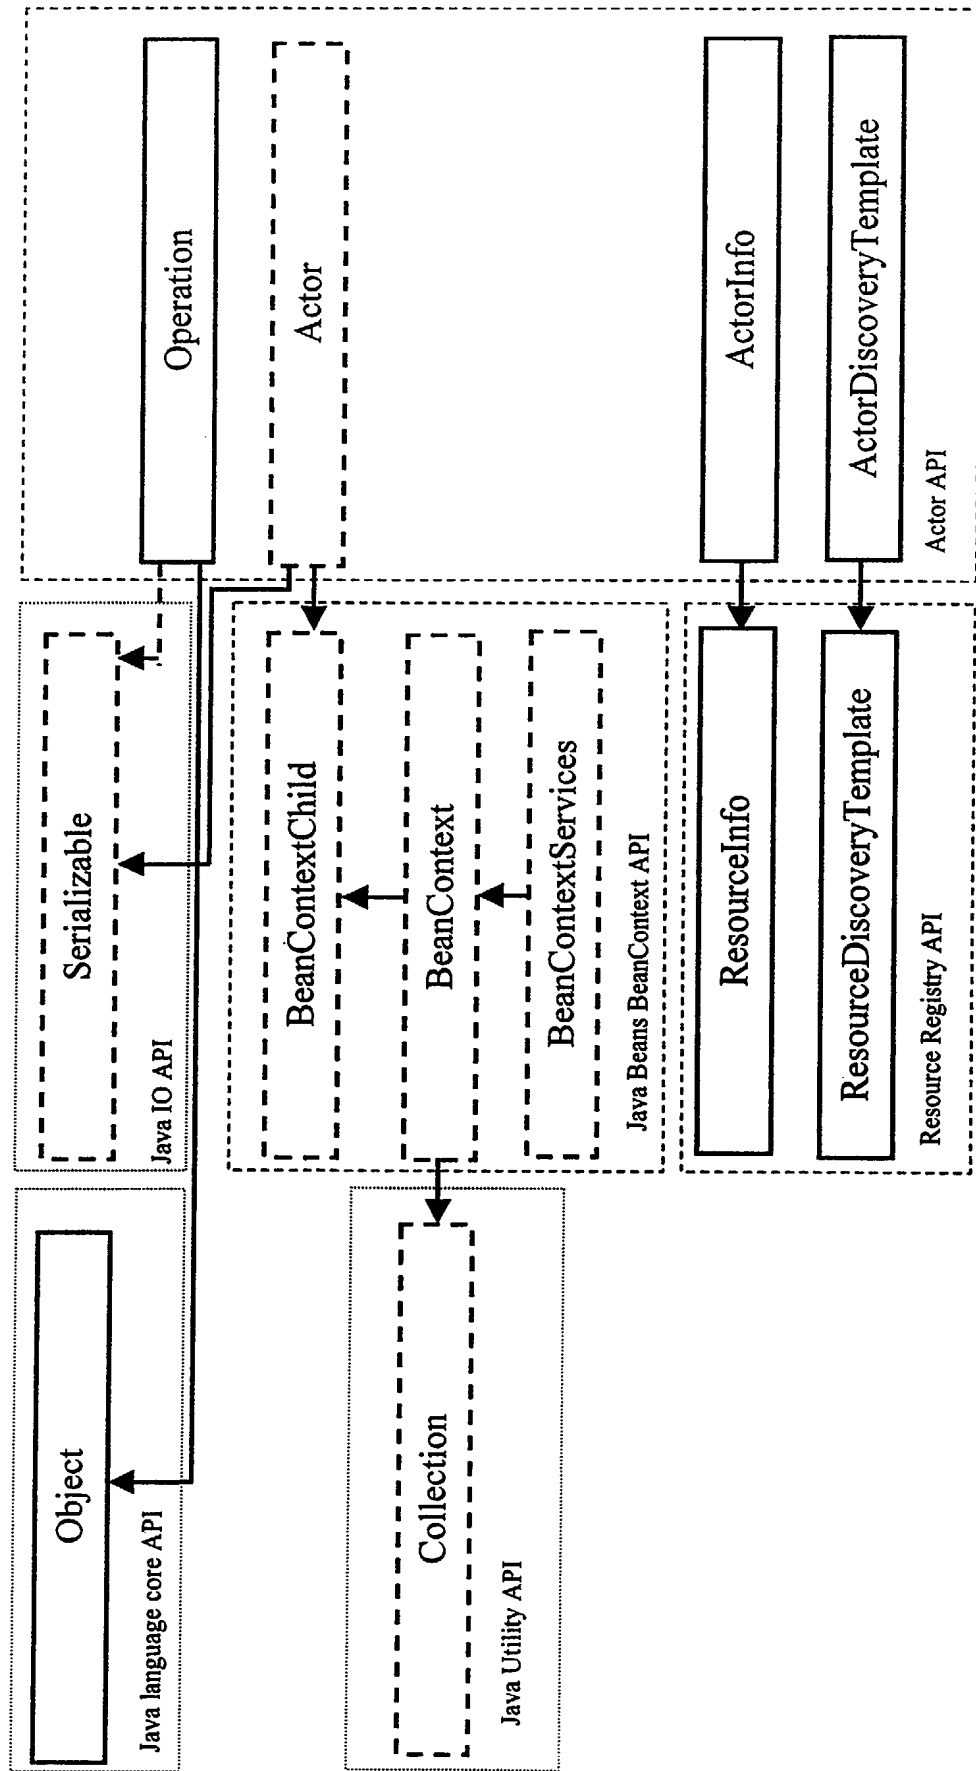 Object
Java language core API
Serializable
Java IO API
Operation
Actor
BeanContextChild
BeanContext
BeanContextServices
Java Beans BeanContext API
Collection
Java Utility API
ResourceInfo
ResourceDiscoveryTemplate
Resource Registry API
ActorInfo
ActorDiscoveryTemplate
Actor API